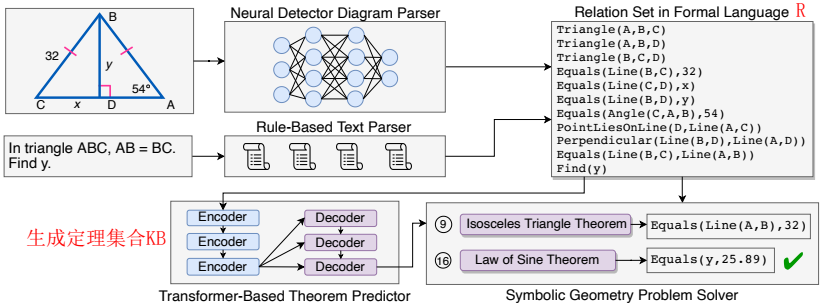 Neural Detector Diagram Parser
Relation Set in Formal Language R
B
32
y
54°
C
x
D
A
Triangle(A,B,C)
Triangle(A,B,D)
Triangle(B,C,D)
Equals(Line(B,C),32)
Equals(Line(C,D),x)
Equals(Line(B,D),y)
Equals(Angle(C,A,B),54)
PointLiesOnLine(D,Line(A,C))
Perpendicular(Line(B,D),Line(A,D))
Equals(Line(B,C),Line(A,B))
Find(y)
Rule-Based Text Parser
In triangle ABC, AB = BC.
Find y.
生成定理集合KB
Encoder
Encoder
Encoder
Decoder
Decoder
Decoder
Transformer-Based Theorem Predictor
9 Isosceles Triangle Theorem
Equals(Line(A,B),32)
16 Law of Sine Theorem
Equals(y,25.89)
Symbolic Geometry Problem Solver